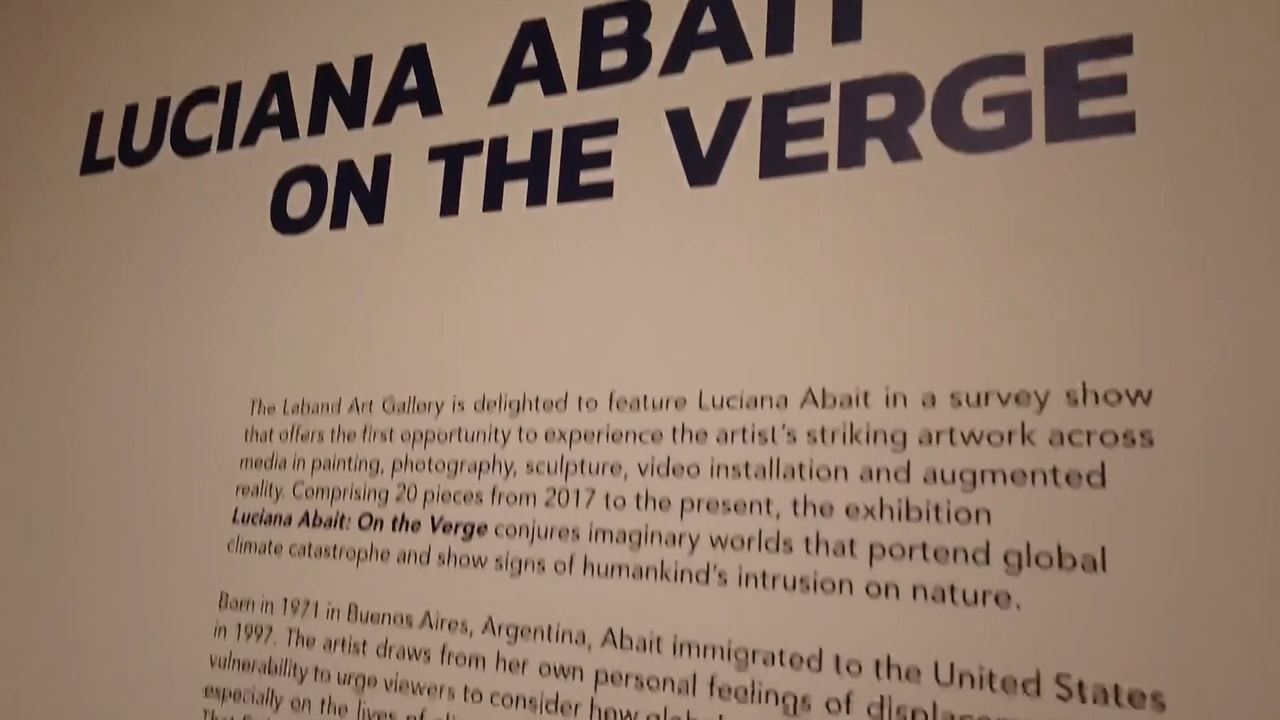 LUCIANA ABAIT
ON THE VERGE
The Laband Art Gallery is delighted to feature Luciana Abait in a survey show
that offers the first opportunity to experience the artist's striking artwork across
media in painting, photography, sculpture, video installation and augmented
reality. Comprising 20 pieces from 2017 to the present, the exhibition
Luciana Abait: On the Verge conjures imaginary worlds that portend global
climate catastrophe and show signs of humankind's intrusion on nature.
Born in 1971 in Buenos Aires, Argentina, Abait immigrated to the United States
in 1997. The artist draws from her own personal feelings of
vulnerability to urge viewers to consider how
especially on the lives of